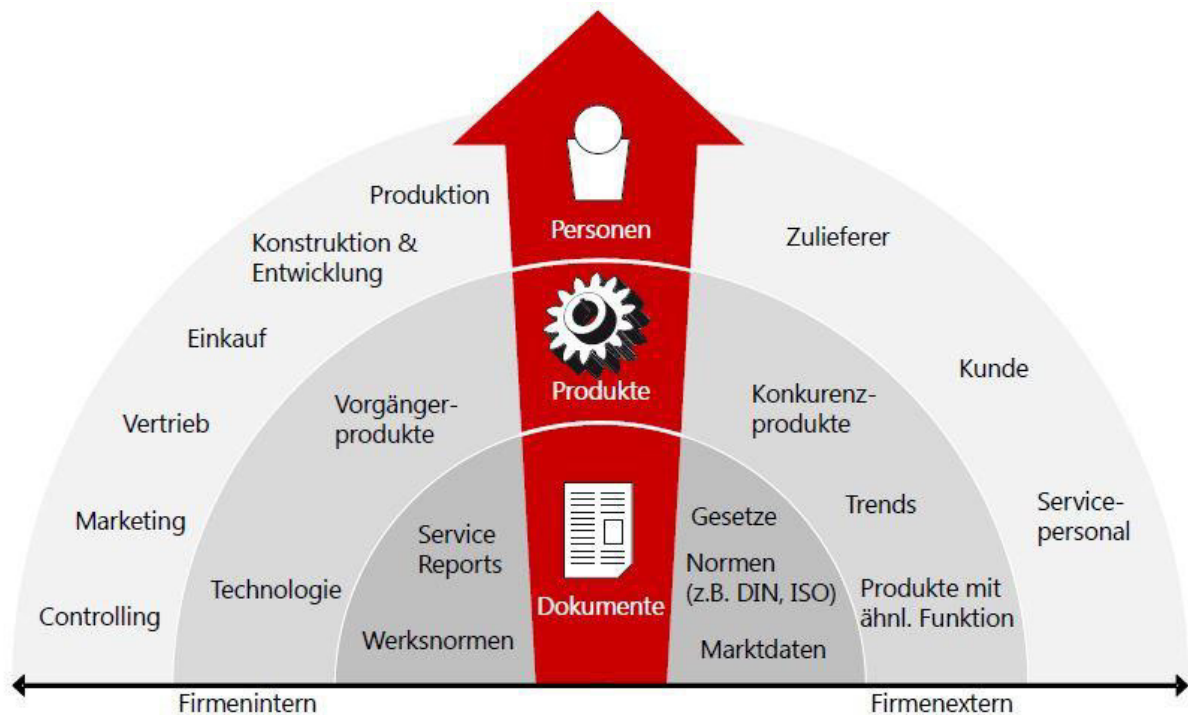 Personen
Produktion
Konstruktion &
Entwicklung
Einkauf
Vertrieb
Marketing
Controlling
Zulieferer
Kunde
Service-
personal
Produkte
Vorgänger-
produkte
Technologie
Konkurenz-
produkte
Trends
Produkte mit
ähnl. Funktion
Dokumente
Service
Reports
Werksnormen
Gesetze
Normen
(z.B. DIN, ISO)
Marktdaten
Firmenintern
Firmenextern